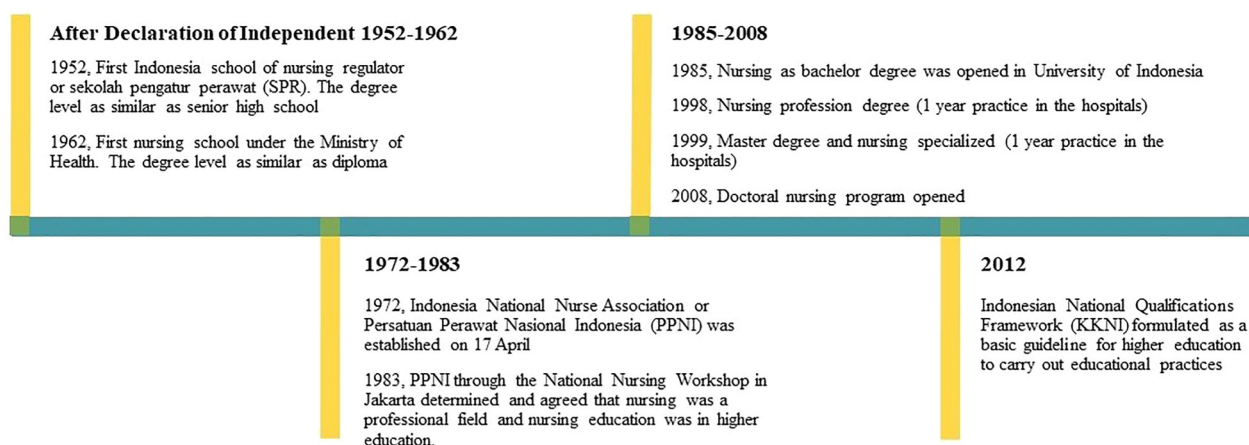 After Declaration of Independent 1952-1962
1952, First Indonesia school of nursing regulator
or sekolah pengatur perawat (SPR). The degree
level as similar as senior high school
1962, First nursing school under the Ministry of
Health. The degree level as similar as diploma
1985-2008
1985, Nursing as bachelor degree was opened in University of Indonesia
1998, Nursing profession degree (1 year practice in the hospitals)
1999, Master degree and nursing specialized (1 year practice in the
hospitals)
2008, Doctoral nursing program opened
1972-1983
1972, Indonesia National Nurse Association or
Persatuan Perawat Nasional Indonesia (PPNI) was
established on 17 April
1983, PPNI through the National Nursing Workshop in
Jakarta determined and agreed that nursing was a
professional field and nursing education was in higher
education.
2012
Indonesian National Qualifications
Framework (KKNI) formulated as a
basic guideline for higher education
to carry out educational practices